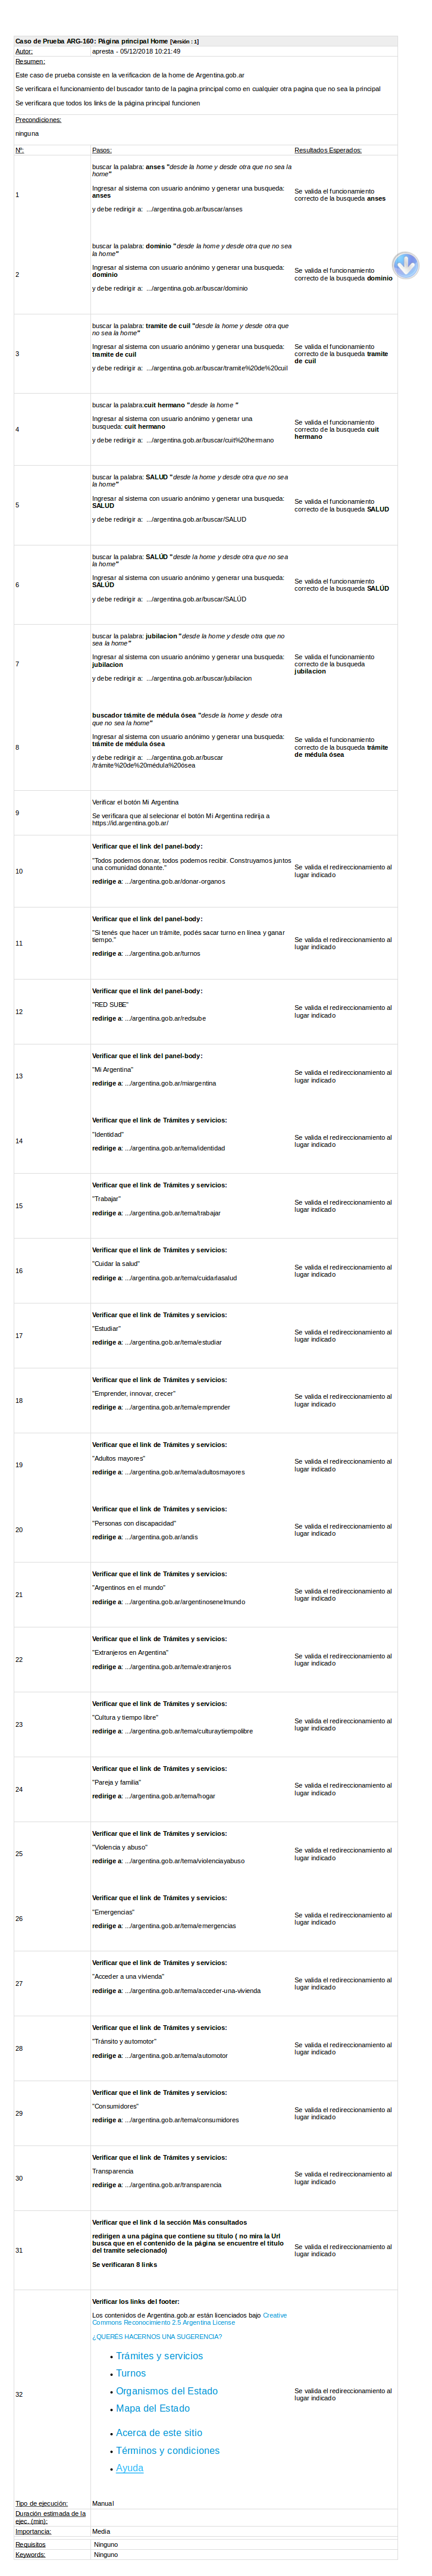 Caso de Prueba ARG-160: Página principal Home [Versión : 1]
Autor: apresta - 05/12/2018 10:21:49
Resumen:
Este caso de prueba consiste en la verificacion de la home de Argentina.gob.ar
Se verificara el funcionamiento del buscador tanto de la pagina principal como en cualquier otra pagina que no sea la principal
Se verificara que todos los links de la página principal funcionen
Precondiciones:
ninguna
Nº: Pasos: Resultados Esperados:
1
buscar la palabra: anses "desde la home y desde otra que no sea la
home"
Ingresar al sistema con usuario anónimo y generar una busqueda:
anses
y debe redirigir a: .../argentina.gob.ar/buscar/anses
Se valida el funcionamiento
correcto de la busqueda anses
2
buscar la palabra: dominio "desde la home y desde otra que no sea
la home"
Ingresar al sistema con usuario anónimo y generar una busqueda:
dominio
y debe redirigir a: .../argentina.gob.ar/buscar/dominio
Se valida el funcionamiento
correcto de la busqueda dominio
3
buscar la palabra: tramite de cuil "desde la home y desde otra que
no sea la home"
Ingresar al sistema con usuario anónimo y generar una busqueda:
tramite de cuil
y debe redirigir a: .../argentina.gob.ar/buscar/tramite%20de%20cuil
Se valida el funcionamiento
correcto de la busqueda tramite
de cuil
4
buscar la palabra:cuit hermano "desde la home "
Ingresar al sistema con usuario anónimo y generar una
busqueda: cuit hermano
y debe redirigir a: .../argentina.gob.ar/buscar/cuit%20hermano
Se valida el funcionamiento
correcto de la busqueda cuit
hermano
5
buscar la palabra: SALUD "desde la home y desde otra que no sea
la home"
Ingresar al sistema con usuario anónimo y generar una busqueda:
SALUD
y debe redirigir a: .../argentina.gob.ar/buscar/SALUD
Se valida el funcionamiento
correcto de la busqueda SALUD
6
buscar la palabra: SALÚD "desde la home y desde otra que no sea
la home"
Ingresar al sistema con usuario anónimo y generar una busqueda:
SALÚD
y debe redirigir a: .../argentina.gob.ar/buscar/SALÚD
Se valida el funcionamiento
correcto de la busqueda SALÚD
7
buscar la palabra: jubilacion "desde la home y desde otra que no
sea la home"
Ingresar al sistema con usuario anónimo y generar una busqueda:
jubilacion
y debe redirigir a: .../argentina.gob.ar/buscar/jubilacion
Se valida el funcionamiento
correcto de la busqueda
jubilacion
8
buscador trámite de médula ósea "desde la home y desde otra
que no sea la home"
Ingresar al sistema con usuario anónimo y generar una busqueda:
trámite de médula ósea
y debe redirigir a: .../argentina.gob.ar/buscar
/trámite%20de%20médula%20ósea
Se valida el funcionamiento
correcto de la busqueda trámite
de médula ósea
9
Verificar el botón Mi Argentina
Se verificara que al selecionar el botón Mi Argentina redirija a
https://id.argentina.gob.ar/
10
Verificar que el link del panel-body:
"Todos podemos donar, todos podemos recibir. Construyamos juntos
una comunidad donante."
redirige a: .../argentina.gob.ar/donar-organos
Se valida el redireccionamiento al
lugar indicado
11
Verificar que el link del panel-body:
"Si tenés que hacer un trámite, podés sacar turno en línea y ganar
tiempo."
redirige a: .../argentina.gob.ar/turnos
Se valida el redireccionamiento al
lugar indicado
12
Verificar que el link del panel-body:
"RED SUBE"
redirige a: .../argentina.gob.ar/redsube
Se valida el redireccionamiento al
lugar indicado
13
Verificar que el link del panel-body:
"Mi Argentina"
redirige a: .../argentina.gob.ar/miargentina
Se valida el redireccionamiento al
lugar indicado
14
Verificar que el link de Trámites y servicios:
"Identidad"
redirige a: .../argentina.gob.ar/tema/identidad
Se valida el redireccionamiento al
lugar indicado
15
Verificar que el link de Trámites y servicios:
"Trabajar"
redirige a: .../argentina.gob.ar/tema/trabajar
Se valida el redireccionamiento al
lugar indicado
16
Verificar que el link de Trámites y servicios:
"Cuidar la salud"
redirige a: .../argentina.gob.ar/tema/cuidarlasalud
Se valida el redireccionamiento al
lugar indicado
17
Verificar que el link de Trámites y servicios:
"Estudiar"
redirige a: .../argentina.gob.ar/tema/estudiar
Se valida el redireccionamiento al
lugar indicado
18
Verificar que el link de Trámites y servicios:
"Emprender, innovar, crecer"
redirige a: .../argentina.gob.ar/tema/emprender
Se valida el redireccionamiento al
lugar indicado
19
Verificar que el link de Trámites y servicios:
"Adultos mayores"
redirige a: .../argentina.gob.ar/tema/adultosmayores
Se valida el redireccionamiento al
lugar indicado
20
Verificar que el link de Trámites y servicios:
"Personas con discapacidad"
redirige a: .../argentina.gob.ar/andis
Se valida el redireccionamiento al
lugar indicado
21
Verificar que el link de Trámites y servicios:
"Argentinos en el mundo"
redirige a: .../argentina.gob.ar/argentinosenelmundo
Se valida el redireccionamiento al
lugar indicado
22
Verificar que el link de Trámites y servicios:
"Extranjeros en Argentina"
redirige a: .../argentina.gob.ar/tema/extranjeros
Se valida el redireccionamiento al
lugar indicado
23
Verificar que el link de Trámites y servicios:
"Cultura y tiempo libre"
redirige a: .../argentina.gob.ar/tema/culturaytiempolibre
Se valida el redireccionamiento al
lugar indicado
24
Verificar que el link de Trámites y servicios:
"Pareja y familia"
redirige a: .../argentina.gob.ar/tema/hogar
Se valida el redireccionamiento al
lugar indicado
25
Verificar que el link de Trámites y servicios:
"Violencia y abuso"
redirige a: .../argentina.gob.ar/tema/violenciayabuso
Se valida el redireccionamiento al
lugar indicado
26
Verificar que el link de Trámites y servicios:
"Emergencias"
redirige a: .../argentina.gob.ar/tema/emergencias
Se valida el redireccionamiento al
lugar indicado
27
Verificar que el link de Trámites y servicios:
"Acceder a una vivienda"
redirige a: .../argentina.gob.ar/tema/acceder-una-vivienda
Se valida el redireccionamiento al
lugar indicado
28
Verificar que el link de Trámites y servicios:
"Tránsito y automotor"
redirige a: .../argentina.gob.ar/tema/automotor
Se valida el redireccionamiento al
lugar indicado
29
Verificar que el link de Trámites y servicios:
"Consumidores"
redirige a: .../argentina.gob.ar/tema/consumidores
Se valida el redireccionamiento al
lugar indicado
30
Verificar que el link de Trámites y servicios:
Transparencia
redirige a: .../argentina.gob.ar/transparencia
Se valida el redireccionamiento al
lugar indicado
31
Verificar que el link d la sección Más consultados
redirigen a una página que contiene su título ( no mira la Url
busca que en el contenido de la página se encuentre el título
del tramite selecionado)
Se verificaran 8 links
Se valida el redireccionamiento al
lugar indicado
32
Verificar los links del footer:
Los contenidos de Argentina.gob.ar están licenciados bajo Creative
Commons Reconocimiento 2.5 Argentina License
¿QUERÉS HACERNOS UNA SUGERENCIA?
• Trámites y servicios
• Turnos
• Organismos del Estado
• Mapa del Estado
• Acerca de este sitio
• Términos y condiciones
• Ayuda
Se valida el redireccionamiento al
lugar indicado
Tipo de ejecución: Manual
Duración estimada de la
ejec. (min):
Importancia: Media
Requisitos Ninguno
Keywords: Ninguno